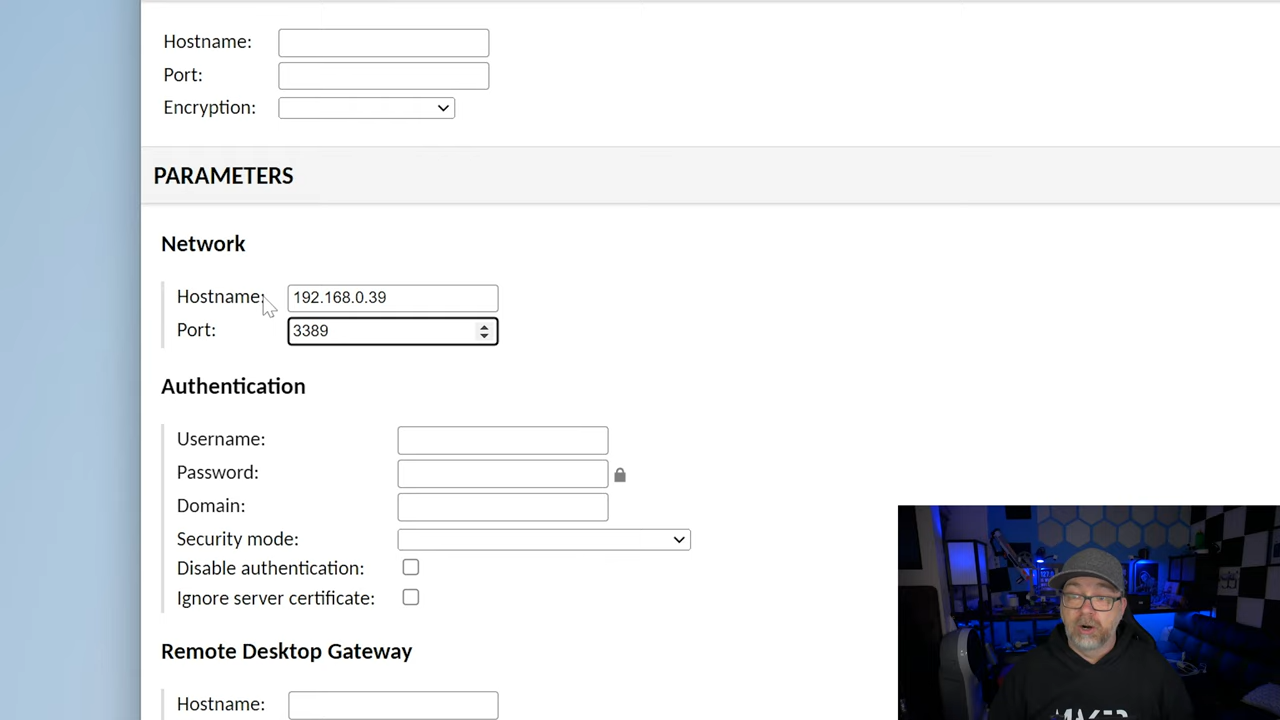 Hostname:
Port:
Encryption:
PARAMETERS
Network
Hostname: 192.168.0.39
Port: 3389
Authentication
Username:
Password:
Domain:
Security mode:
Disable authentication:
Ignore server certificate:
Remote Desktop Gateway
Hostname: